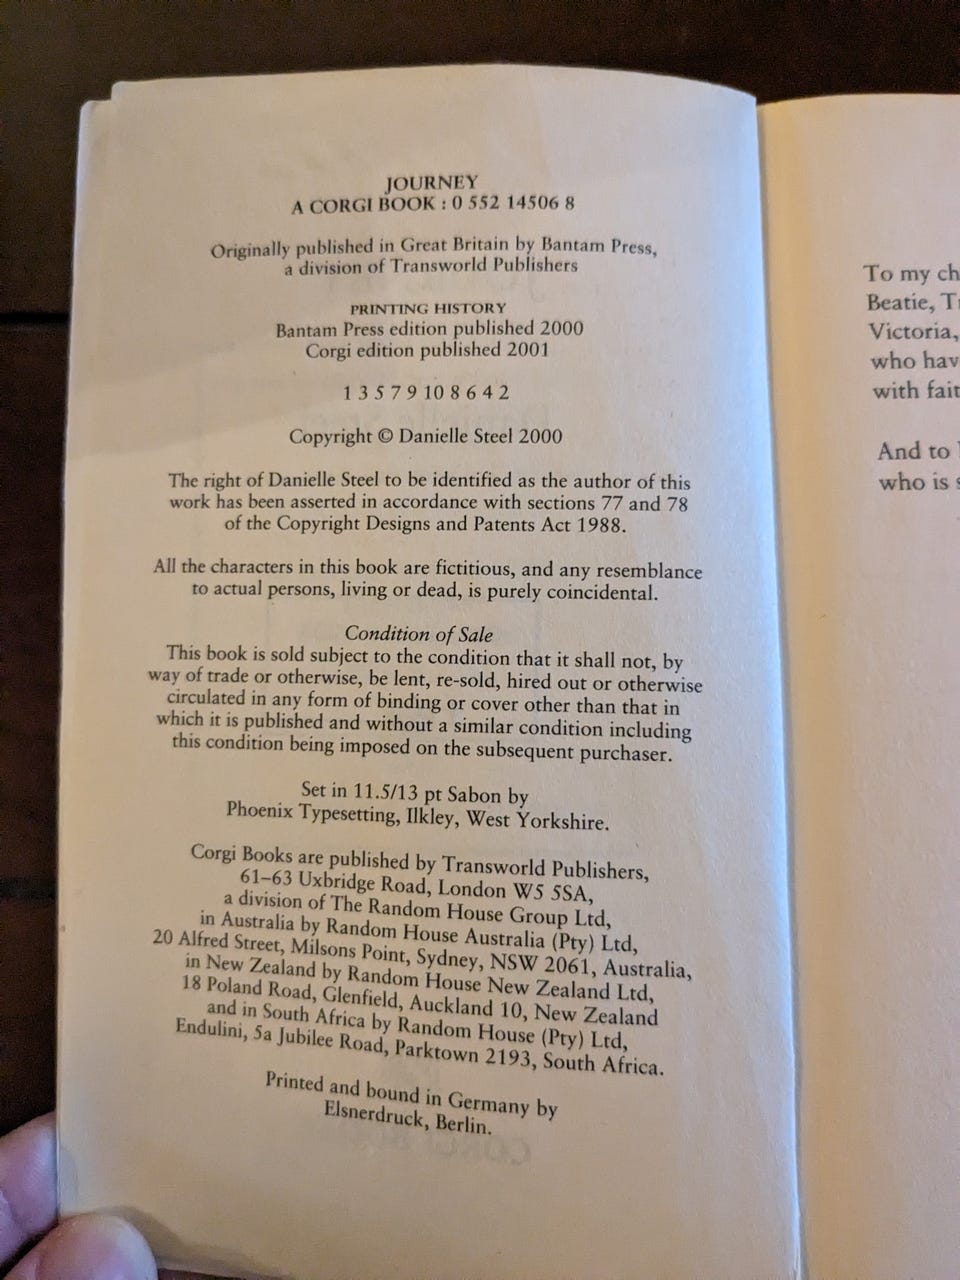 JOURNEY
A CORGI BOOK : 0 552 14506 8
Originally published in Great Britain by Bantam Press,
a division of Transworld Publishers
PRINTING HISTORY
Bantam Press edition published 2000
Corgi edition published 2001
1 3 5 7 9 10 8 6 4 2
Copyright © Danielle Steel 2000
The right of Danielle Steel to be identified as the author of this
work has been asserted in accordance with sections 77 and 78
of the Copyright Designs and Patents Act 1988.
All the characters in this book are fictitious, and any resemblance
to actual persons, living or dead, is purely coincidental.
Condition of Sale
This book is sold subject to the condition that it shall not, by
way of trade or otherwise, be lent, re-sold, hired out or otherwise
circulated in any form of binding or cover other than that in
which it is published and without a similar condition including
this condition being imposed on the subsequent purchaser.
Set in 11.5/13 pt Sabon by
Phoenix Typesetting, Ilkley, West Yorkshire.
Corgi Books are published by Transworld Publishers,
61–63 Uxbridge Road, London W5 5SA,
a division of The Random House Group Ltd,
in Australia by Random House Australia (Pty) Ltd,
20 Alfred Street, Milsons Point, Sydney, NSW 2061, Australia,
in New Zealand by Random House New Zealand Ltd,
18 Poland Road, Glenfield, Auckland 10, New Zealand
and in South Africa by Random House (Pty) Ltd,
Endulini, 5a Jubilee Road, Parktown 2193, South Africa.
Printed and bound in Germany by
Elsnerdruck, Berlin.
To my
Beatie,
Victoria,
who
with
And to
who is